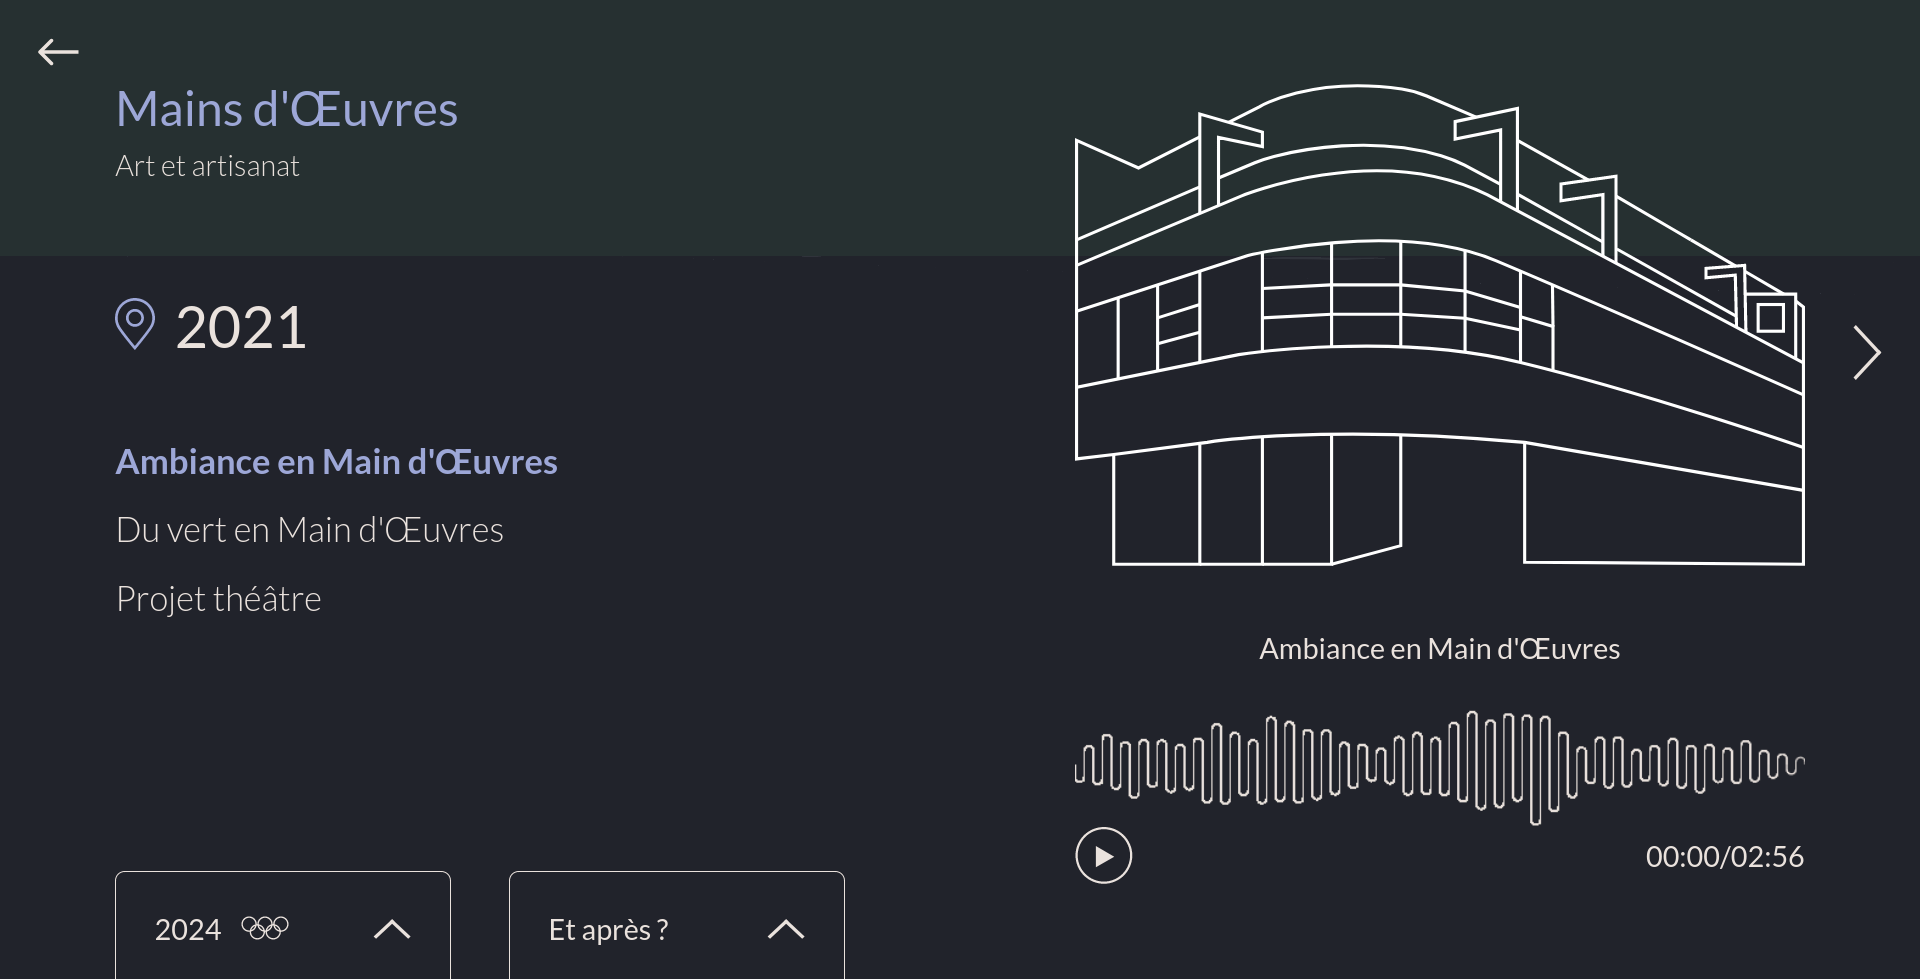 Mains d'Œuvres
Art et artisanat
2021
Ambiance en Main d'Œuvres
Du vert en Main d'Œuvres
Projet théâtre
Ambiance en Main d'Œuvres
00:00/02:56
2024
Et après ?